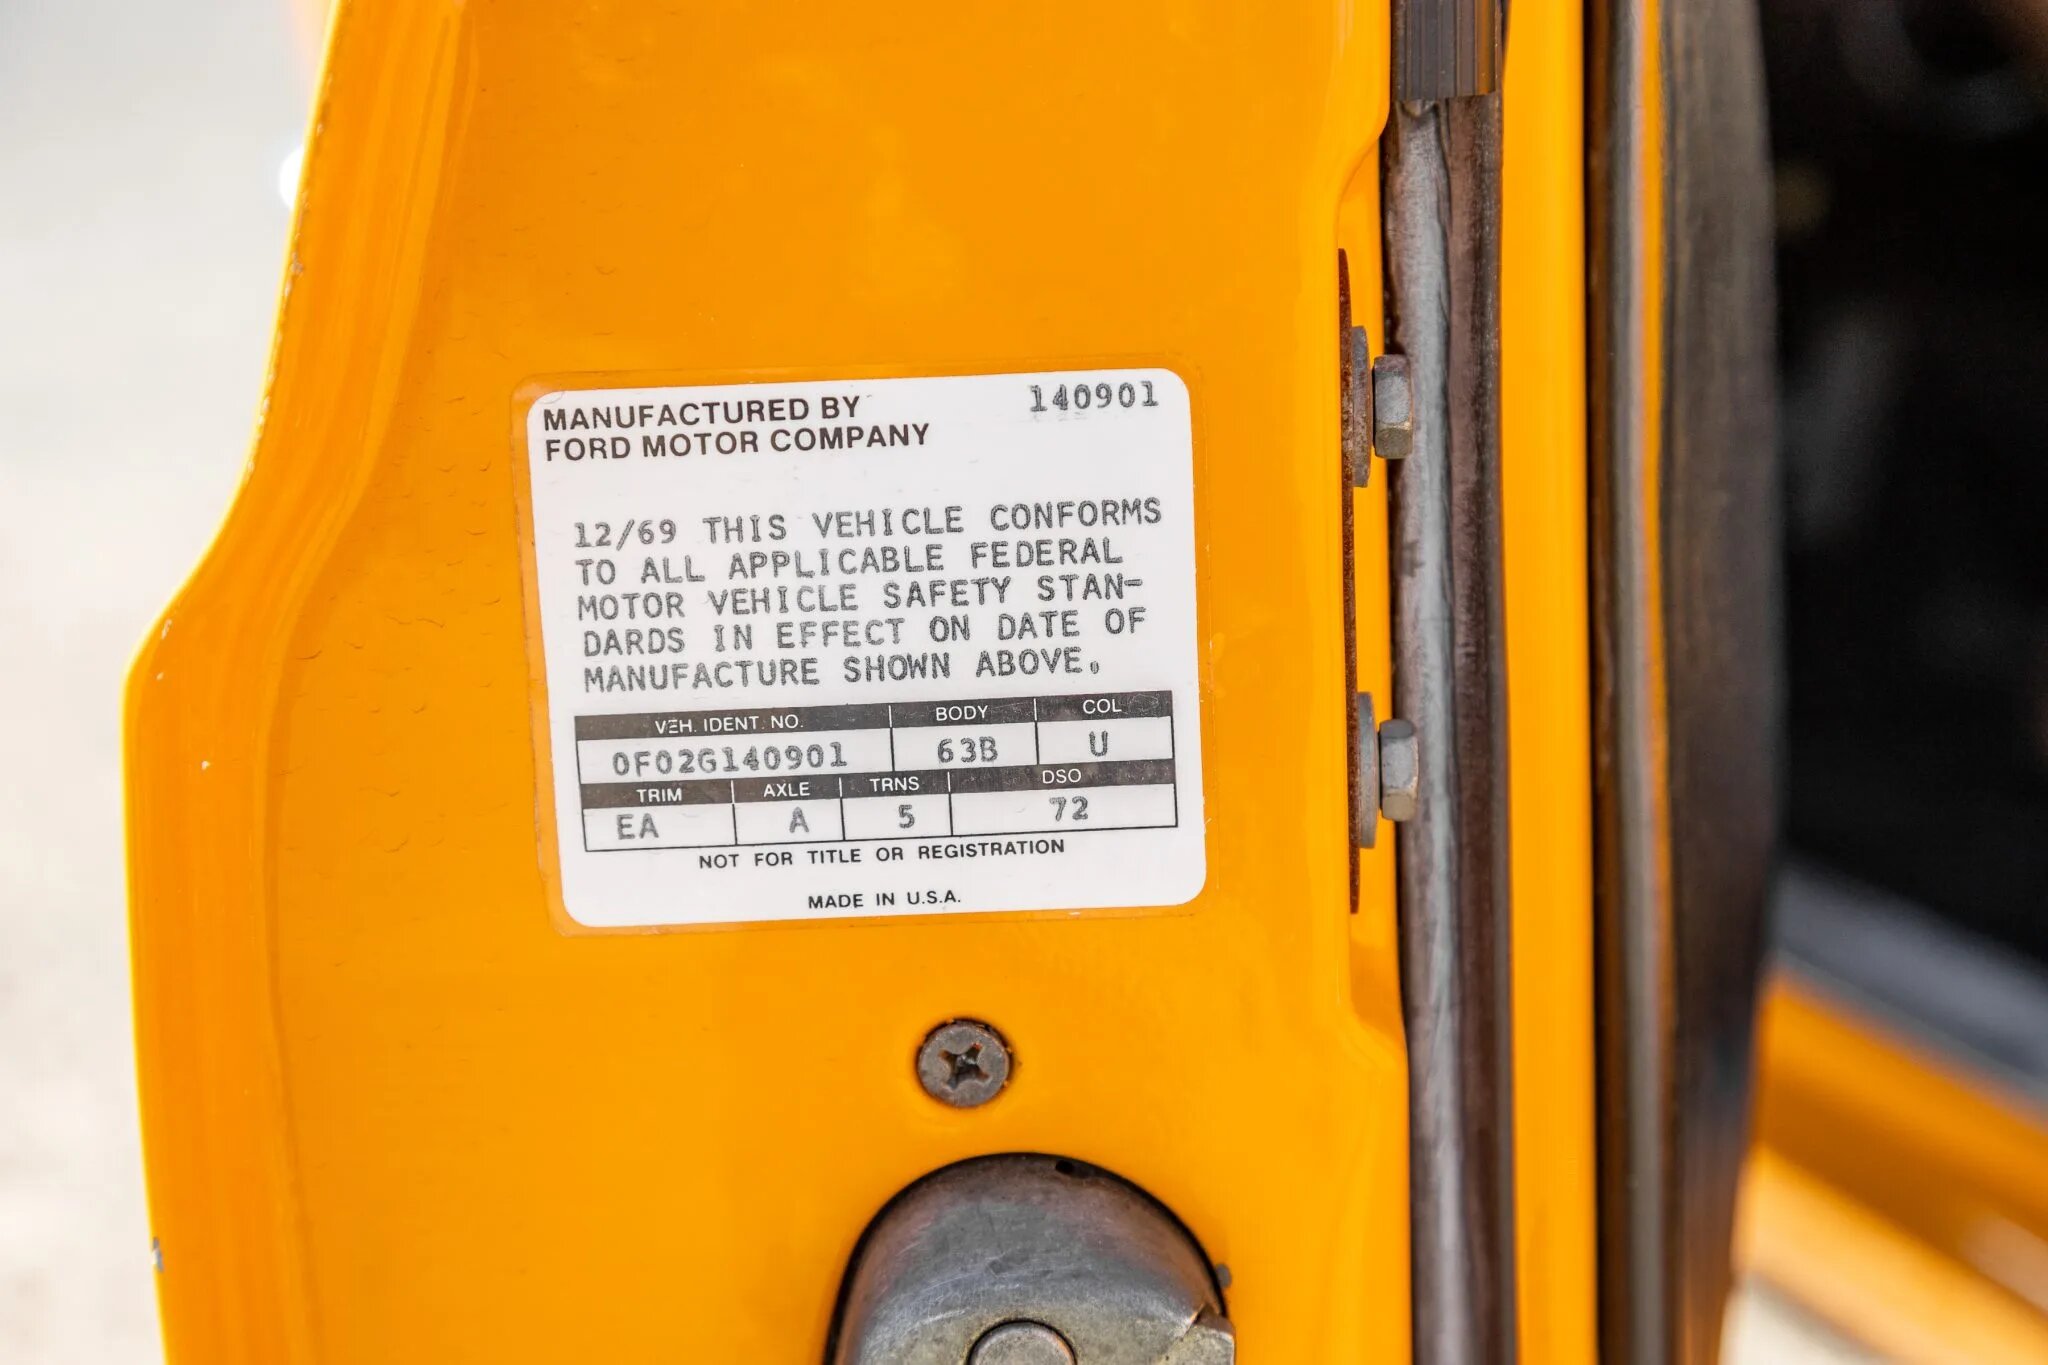 MANUFACTURED BY 140901
FORD MOTOR COMPANY
12/69 THIS VEHICLE CONFORMS
TO ALL APPLICABLE FEDERAL
MOTOR VEHICLE SAFETY STAN-
DARDS IN EFFECT ON DATE OF
MANUFACTURE SHOWN ABOVE.
VEH. IDENT. NO. BODY COL
0F02G140901 63B U
TRIM AXLE TRNS DSO
EA A 5 72
NOT FOR TITLE OR REGISTRATION
MADE IN U.S.A.